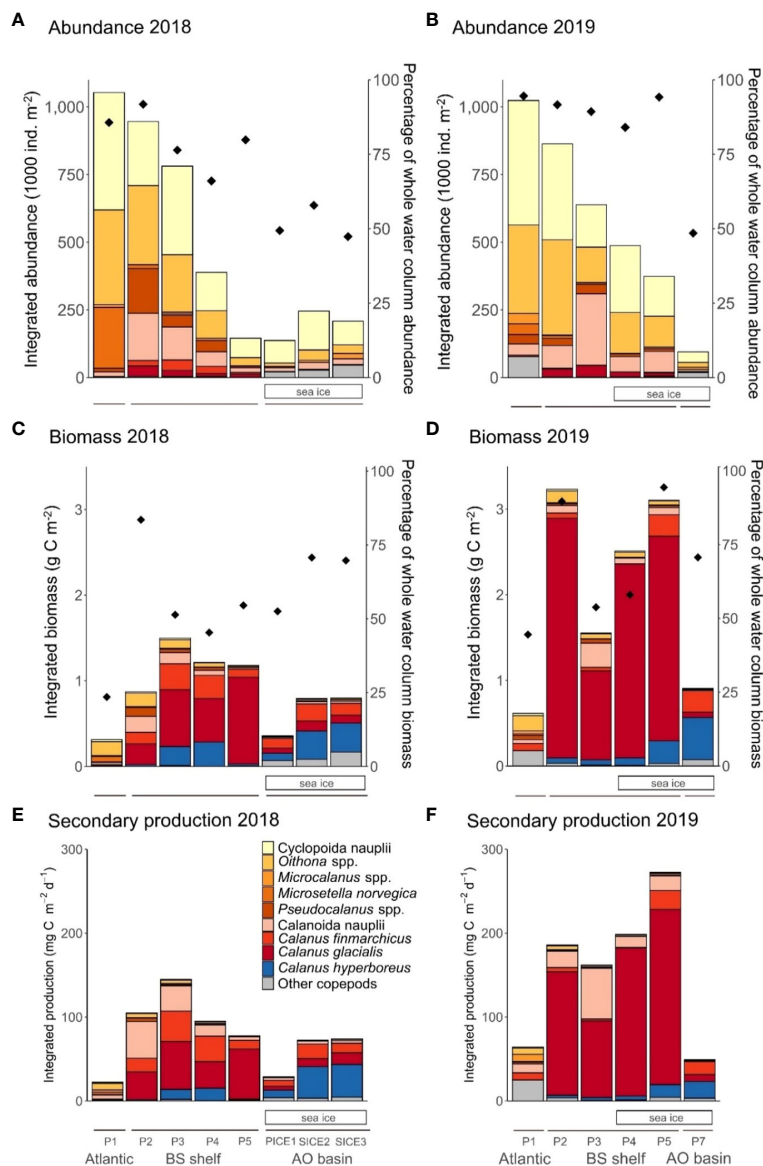 A Abundance 2018
Integrated abundance (1000 ind. m-2)
1,000
750
500
250
0
100
75
50
25
0
Percentage of whole water column abundance
sea ice
B Abundance 2019
Integrated abundance (1000 ind. m-2)
1,000
750
500
250
0
100
75
50
25
0
Percentage of whole water column abundance
sea ice
C Biomass 2018
Integrated biomass (g C m-2)
3
2
1
0
100
75
50
25
0
Percentage of whole water column biomass
sea ice
D Biomass 2019
Integrated biomass (g C m-2)
3
2
1
0
100
75
50
25
0
Percentage of whole water column biomass
sea ice
E Secondary production 2018
Integrated production (mg C m-2 d-1)
300
200
100
0
Cyclopoida nauplii
Oithona spp.
Microcalanus spp.
Microsetella norvegica
Pseudocalanus spp.
Calanoida nauplii
Calanus finmarchicus
Calanus glacialis
Calanus hyperboreus
Other copepods
sea ice
P1 P2 P3 P4 P5 PICE1 SICE2 SICE3
Atlantic BS shelf AO basin
F Secondary production 2019
Integrated production (mg C m-2 d-1)
300
200
100
0
sea ice
P1 P2 P3 P4 P5 P7
Atlantic BS shelf AO basin